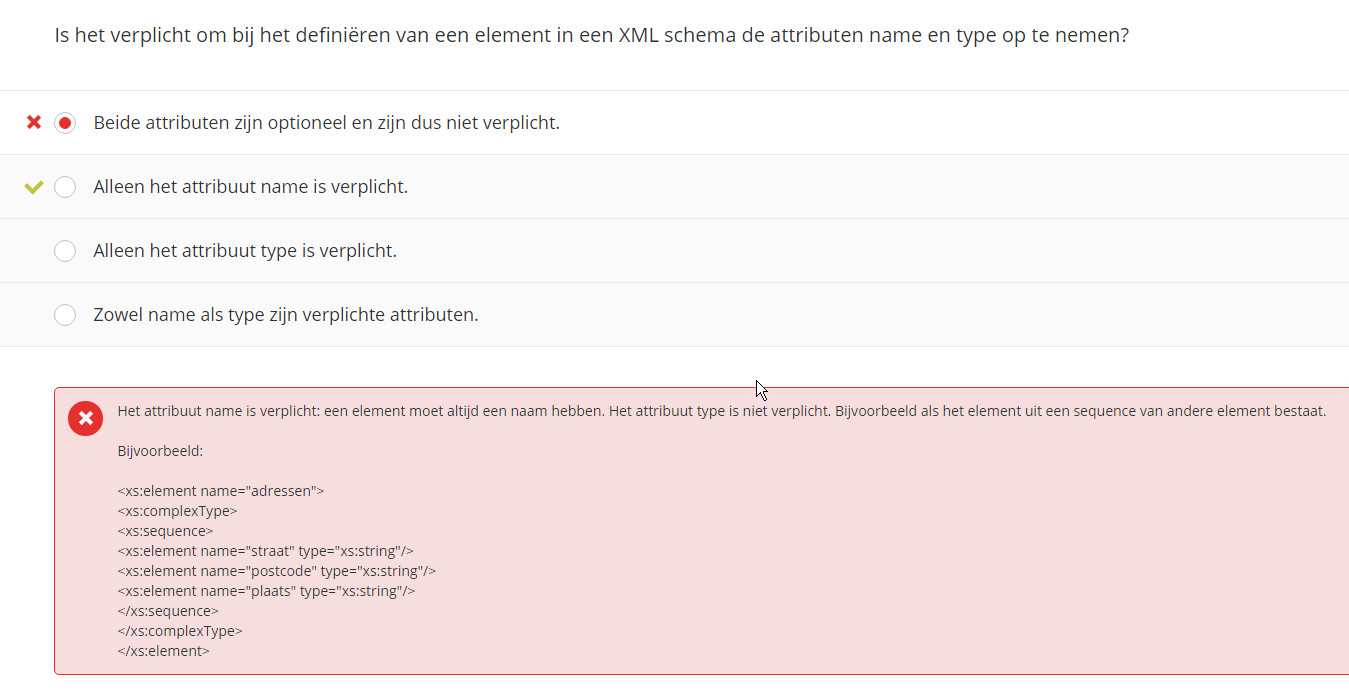 Is het verplicht om bij het definiëren van een element in een XML schema de attributen name en type op te nemen?
Beide attributen zijn optioneel en zijn dus niet verplicht.
Alleen het attribuut name is verplicht.
Alleen het attribuut type is verplicht.
Zowel name als type zijn verplichte attributen.
Het attribuut name is verplicht: een element moet altijd een naam hebben. Het attribuut type is niet verplicht. Bijvoorbeeld als het element uit een sequence van andere element bestaat.
Bijvoorbeeld:
<xs:element name="adressen">
<xs:complexType>
<xs:sequence>
<xs:element name="straat" type="xs:string"/>
<xs:element name="postcode" type="xs:string"/>
<xs:element name="plaats" type="xs:string"/>
</xs:sequence>
</xs:complexType>
</xs:element>